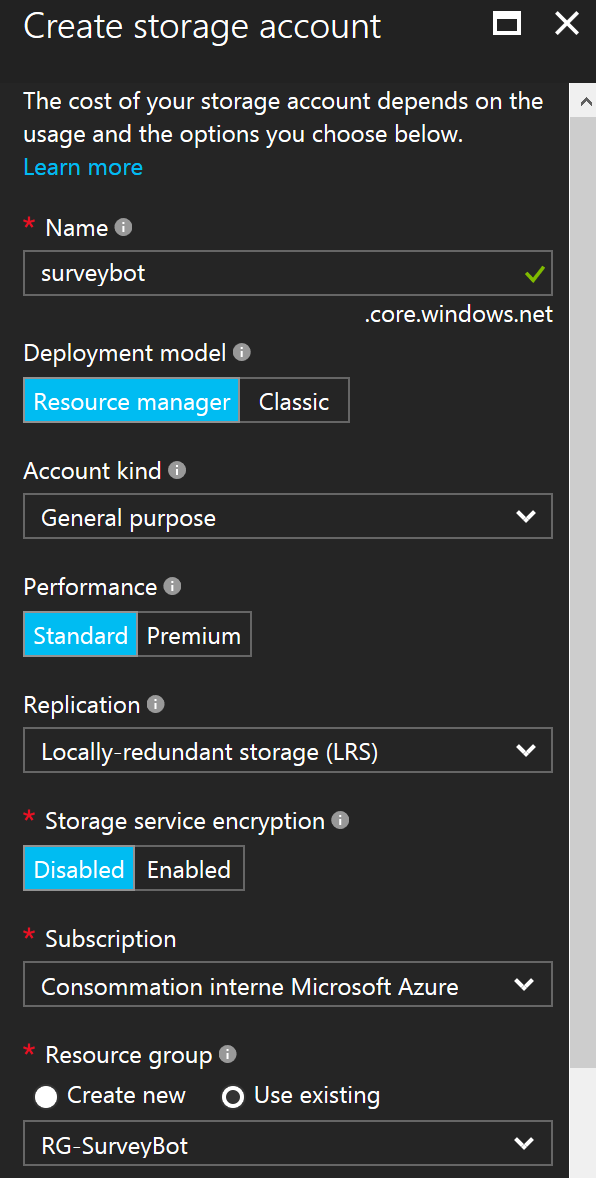 Create storage account
The cost of your storage account depends on the
usage and the options you choose below.
Learn more
* Name
surveybot
.core.windows.net
Deployment model
Resource manager Classic
Account kind
General purpose
Performance
Standard Premium
Replication
Locally-redundant storage (LRS)
* Storage service encryption
Disabled Enabled
* Subscription
Consommation interne Microsoft Azure
* Resource group
Create new Use existing
RG-SurveyBot